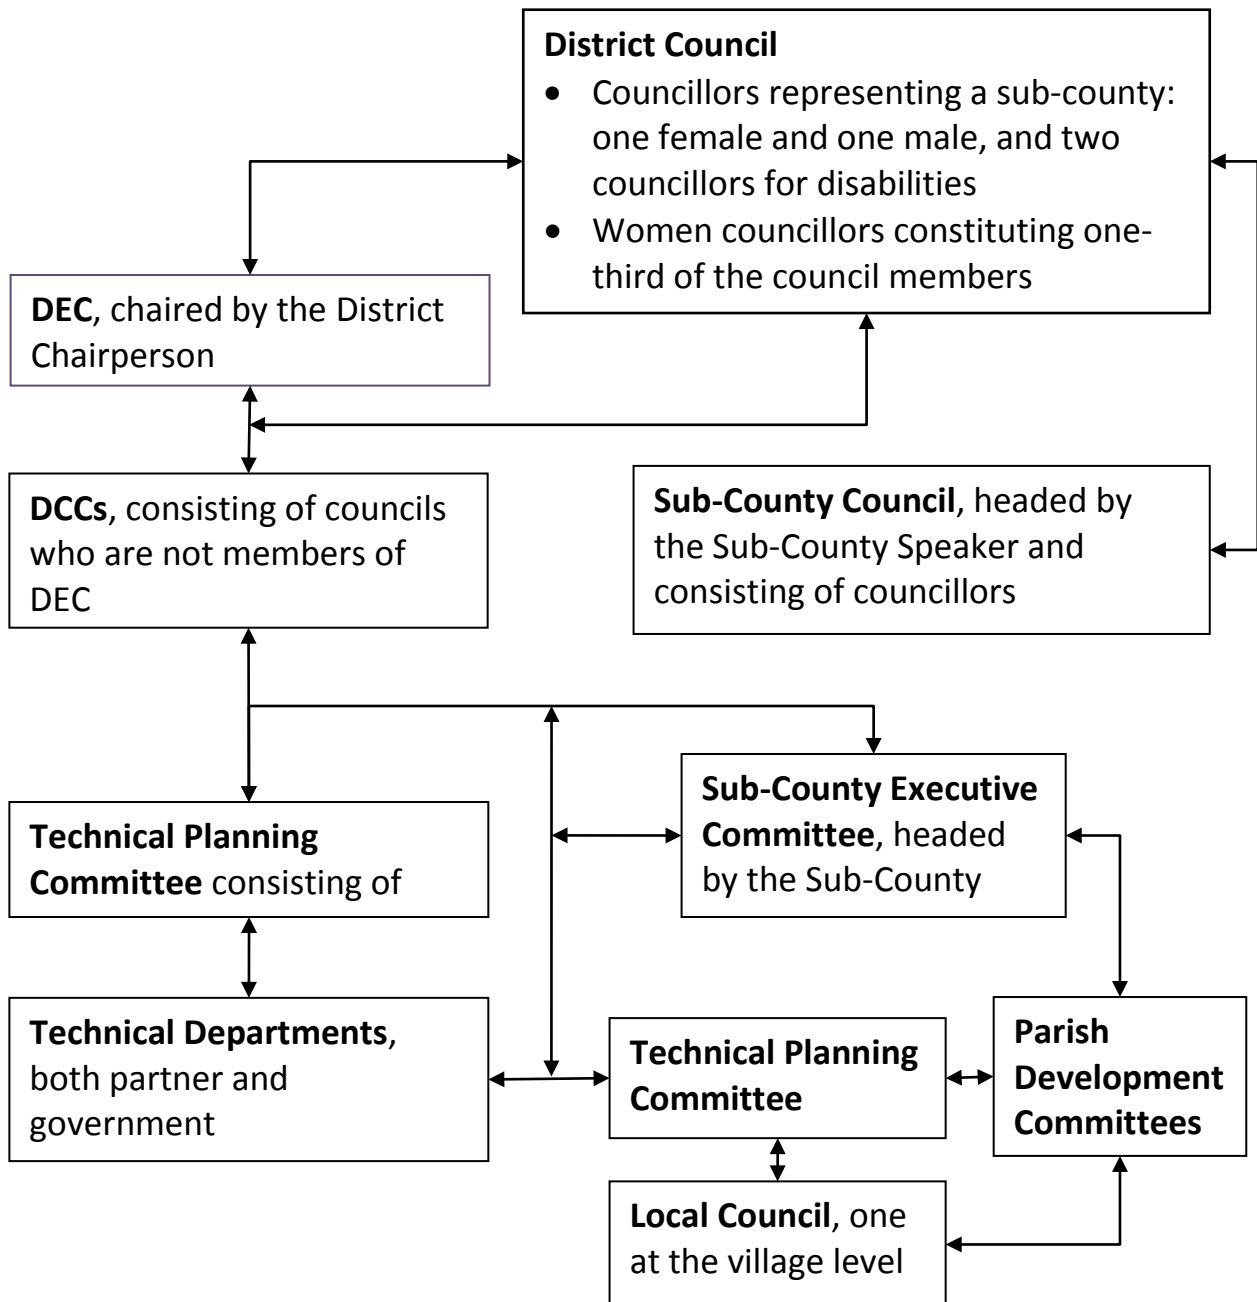 District Council
• Councillors representing a sub-county:
one female and one male, and two
councillors for disabilities
• Women councillors constituting one-
third of the council members
DEC, chaired by the District
Chairperson
DCCs, consisting of councils
who are not members of
DEC
Sub-County Council, headed by
the Sub-County Speaker and
consisting of councillors
Sub-County Executive
Committee, headed
by the Sub-County
Technical Planning
Committee consisting of
Technical Departments,
both partner and
government
Technical Planning
Committee
Parish
Development
Committees
Local Council, one
at the village level